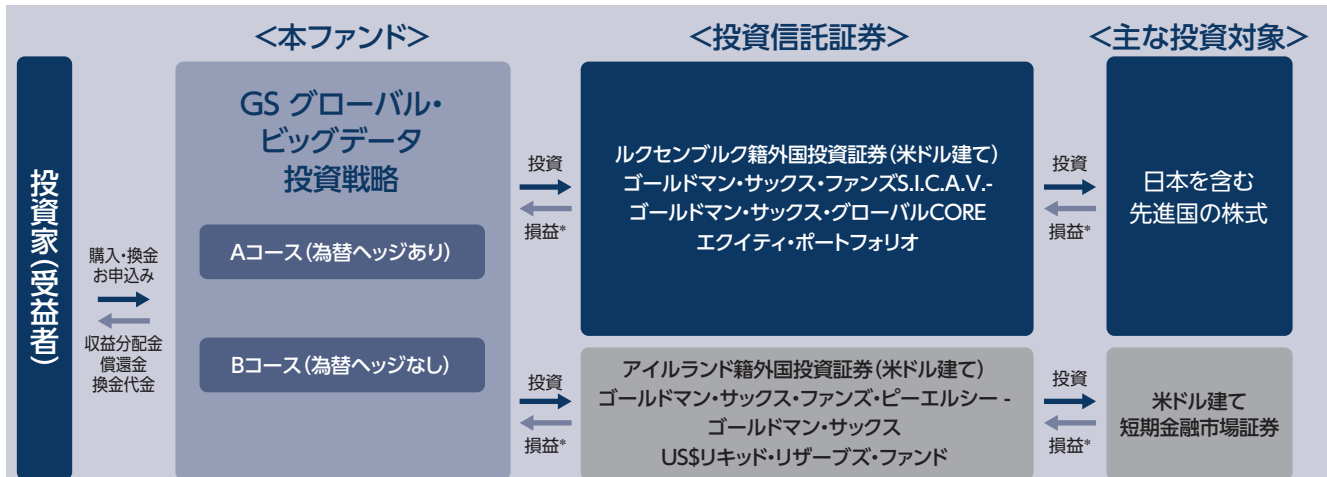 <本ファンド>
<投資信託証券>
<主な投資対象>
投資家(受益者)
購入・換金
お申込み
収益分配金
償還金
換金代金
GS グローバル・
ビッグデータ
投資戦略
Aコース(為替ヘッジあり)
Bコース(為替ヘッジなし)
投資
損益*
ルクセンブルク籍外国投資証券(米ドル建て)
ゴールドマン・サックス・ファンズS.I.C.A.V.-
ゴールドマン・サックス・グローバルCORE
エクイティ・ポートフォリオ
投資
損益*
日本を含む
先進国の株式
投資
損益*
アイルランド籍外国投資証券(米ドル建て)
ゴールドマン・サックス・ファンズ・ピーエルシー -
ゴールドマン・サックス
US$リキッド・リザーブズ・ファンド
投資
損益*
米ドル建て
短期金融市場証券